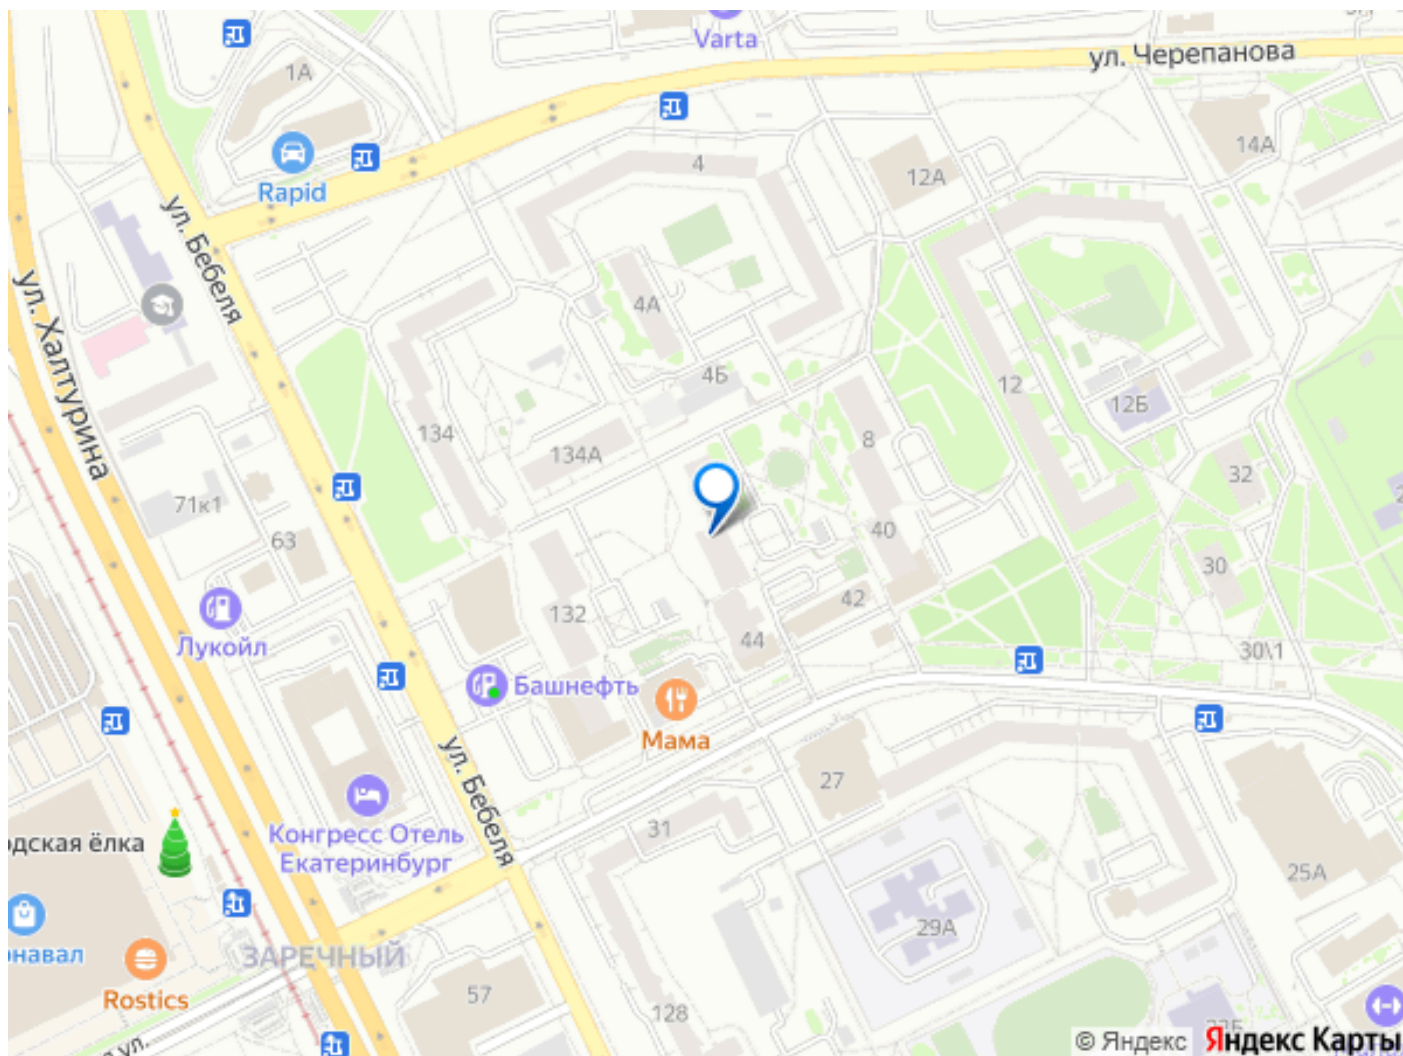 Varta
ул. Черепанова
1А
14А
4
12А
Rapid
ул. Бебеля
4А
ул. Халтурина
4Б
12
12Б
134
8
134А
32
71к1
40
63
30
42
132
Лукойл
44
30\1
Башнефть
Мама
ул. Бебеля
27
31
дская ёлка
Конгресс Отель
Екатеринбург
25А
29А
навал
ЗАРЕЧНЫЙ
Rostics
57
128
ул.
© Яндекс
Яндекс Карты